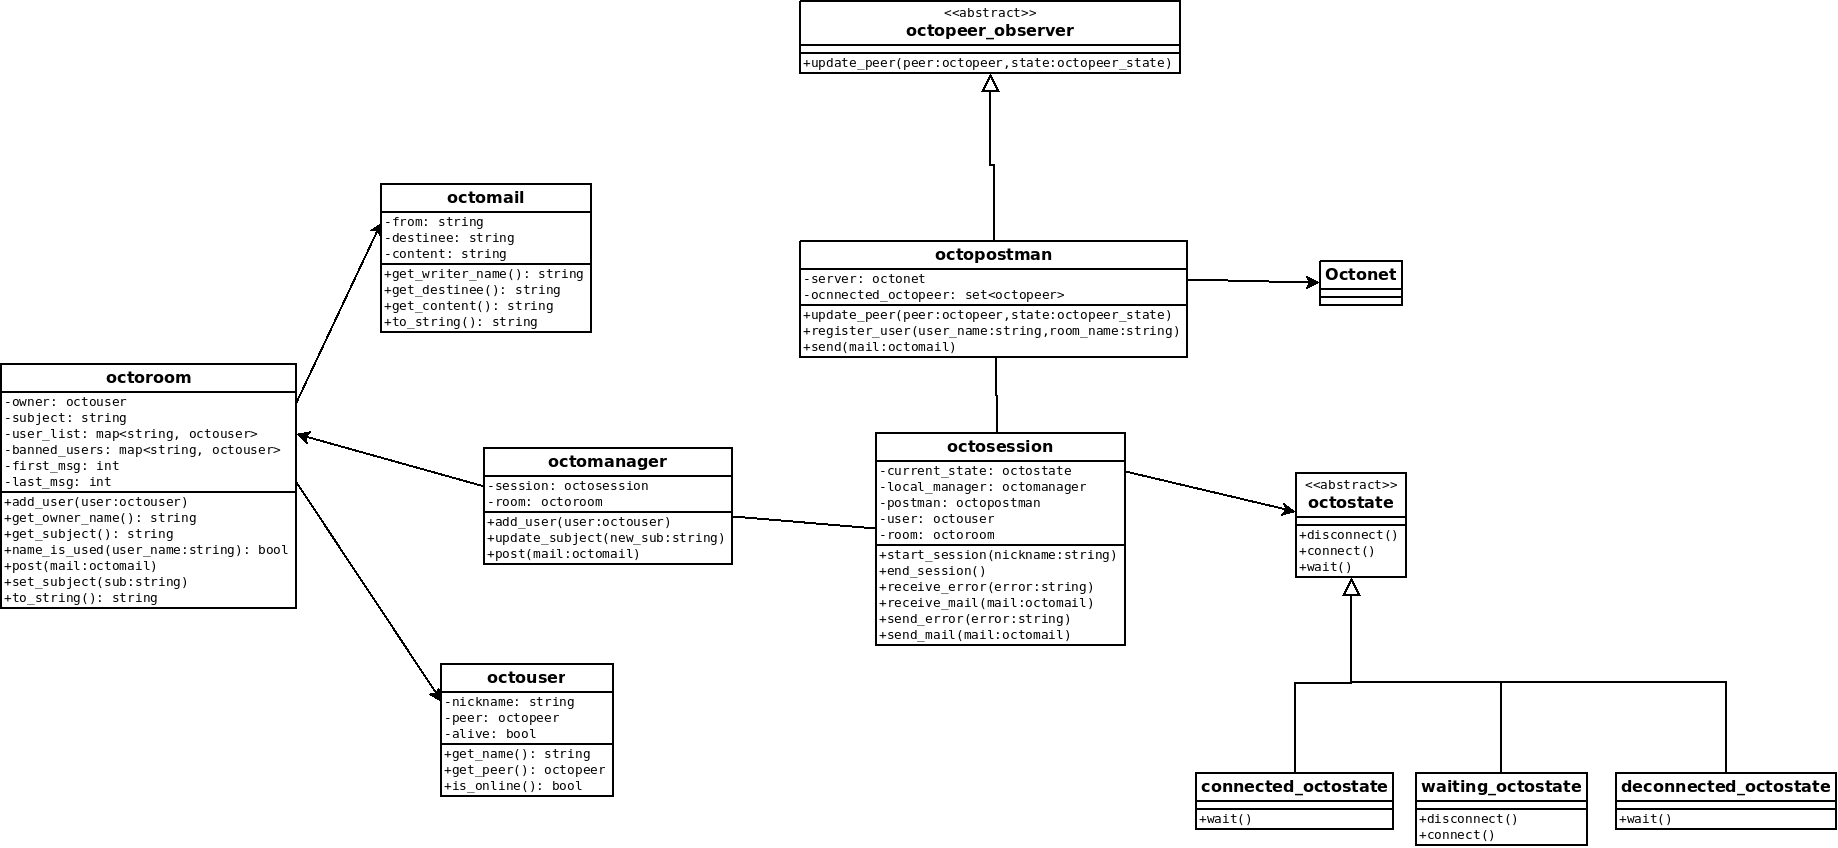 <<abstract>>
octopeer_observer
+update_peer(peer:octopeer,state:octopeer_state)
octomail
-from: string
-destinee: string
-content: string
+get_writer_name(): string
+get_destinee(): string
+get_content(): string
+to_string(): string
octopostman
-server: octonet
-ocnnected_octopeer: set<octopeer>
+update_peer(peer:octopeer,state:octopeer_state)
+register_user(user_name:string,room_name:string)
+send(mail:octomail)
Octonet
octoroom
-owner: octouser
-subject: string
-user_list: map<string, octouser>
-banned_users: map<string, octouser>
-first_msg: int
-last_msg: int
+add_user(user:octouser)
+get_owner_name(): string
+get_subject(): string
+name_is_used(user_name:string): bool
+post(mail:octomail)
+set_subject(sub:string)
+to_string(): string
octomanager
-session: octosession
-room: octoroom
+add_user(user:octouser)
+update_subject(new_sub:string)
+post(mail:octomail)
octosession
-current_state: octostate
-local_manager: octomanager
-postman: octopostman
-user: octouser
-room: octoroom
+start_session(nickname:string)
+end_session()
+receive_error(error:string)
+receive_mail(mail:octomail)
+send_error(error:string)
+send_mail(mail:octomail)
<<abstract>>
octostate
+disconnect()
+connect()
+wait()
octouser
-nickname: string
-peer: octopeer
-alive: bool
+get_name(): string
+get_peer(): octopeer
+is_online(): bool
connected_octostate
+wait()
waiting_octostate
+disconnect()
+connect()
deconnected_octostate
+wait()